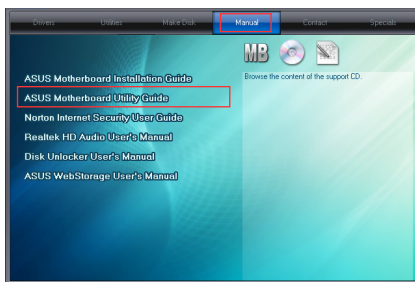 Drivers
Utilities
Make Disk
Manual
Contact
Specials
MB
ASUS Motherboard Installation Guide
ASUS Motherboard Utility Guide
Norton Internet Security User Guide
Realtek HD Audio User's Manual
Disk Unlocker User's Manual
ASUS WebStorage User's Manual
Browse the content of the support CD.